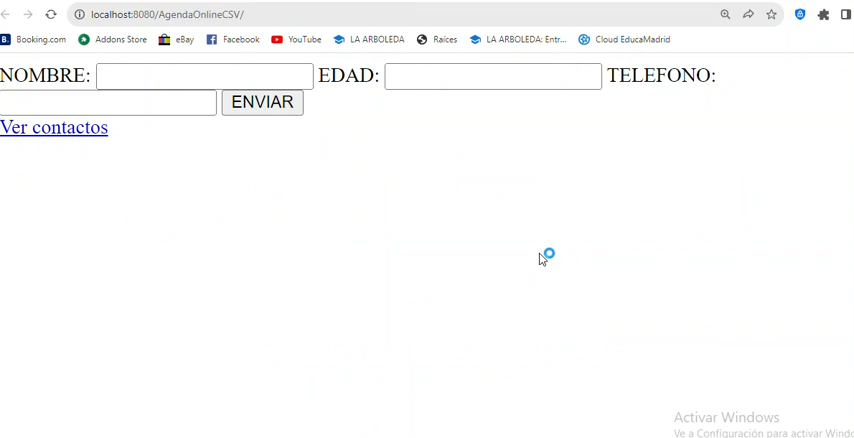 localhost:8080/AgendaOnlineCSV/
B. Booking.com Addons Store eBay Facebook YouTube LA ARBOLEDA Raíces LA ARBOLEDA: Entr... Cloud EducaMadrid
NOMBRE: EDAD: TELEFONO:
ENVIAR
Ver contactos
Activar Windows
Ve a Configuración para activar Windo